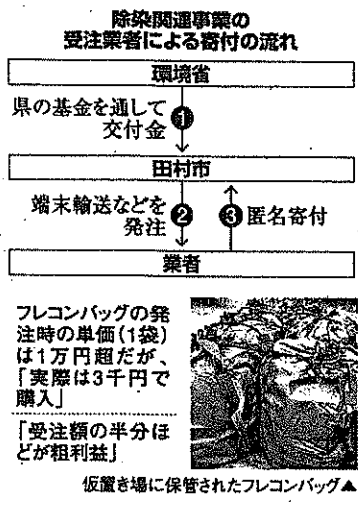 除染関連事業の
受注業者による寄付の流れ
環境省
県の基金を通して
交付金
❶
田村市
端末輸送などを
発注
❷
❸匿名寄付
業者
フレコンバッグの発
注時の単価(1袋)
は1万円超だが、
「実際は3千円で
購入」
「受注額の半分ほ
どが粗利益」
仮置き場に保管されたフレコンバッグ▲